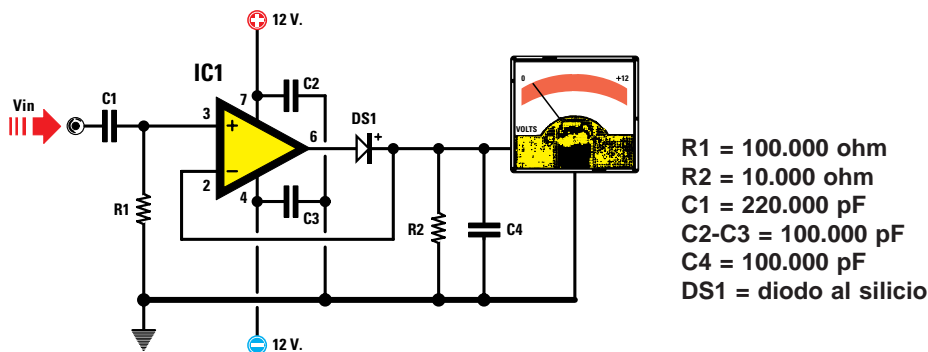 12 V.
IC1
C2
Vin
C1
7
3
+
6
DS1
+
2
−
4
C3
R1
R2
C4
12 V.
0
+12
VOLTS
R1 = 100.000 ohm
R2 = 10.000 ohm
C1 = 220.000 pF
C2-C3 = 100.000 pF
C4 = 100.000 pF
DS1 = diodo al silicio